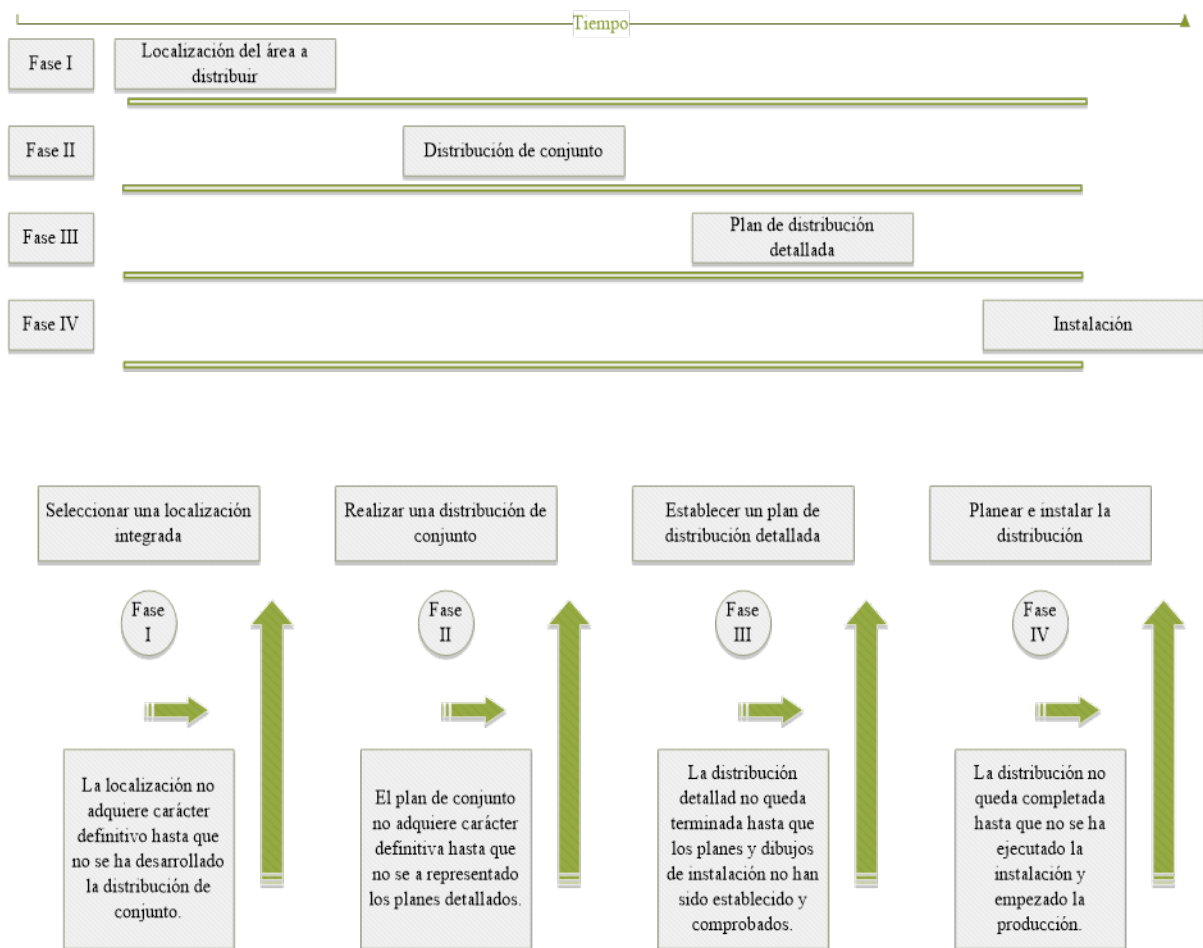 Tiempo
Fase I
Localización del área a
distribuir
Fase II
Distribución de conjunto
Fase III
Plan de distribución
detallada
Fase IV
Instalación
Seleccionar una localización
integrada
Realizar una distribución de
conjunto
Establecer un plan de
distribución detallada
Planear e instalar la
distribución
Fase
I
Fase
II
Fase
III
Fase
IV
La localización no
adquiere carácter
definitivo hasta que
no se ha desarrollado
la distribución de
conjunto.
El plan de conjunto
no adquiere carácter
definitiva hasta que
no se a representado
los planes detallados.
La distribución
detallad no queda
terminada hasta que
los planes y dibujos
de instalación no han
sido establecido y
comprobados.
La distribución no
queda completada
hasta que no se ha
ejecutado la
instalación y
empezado la
producción.